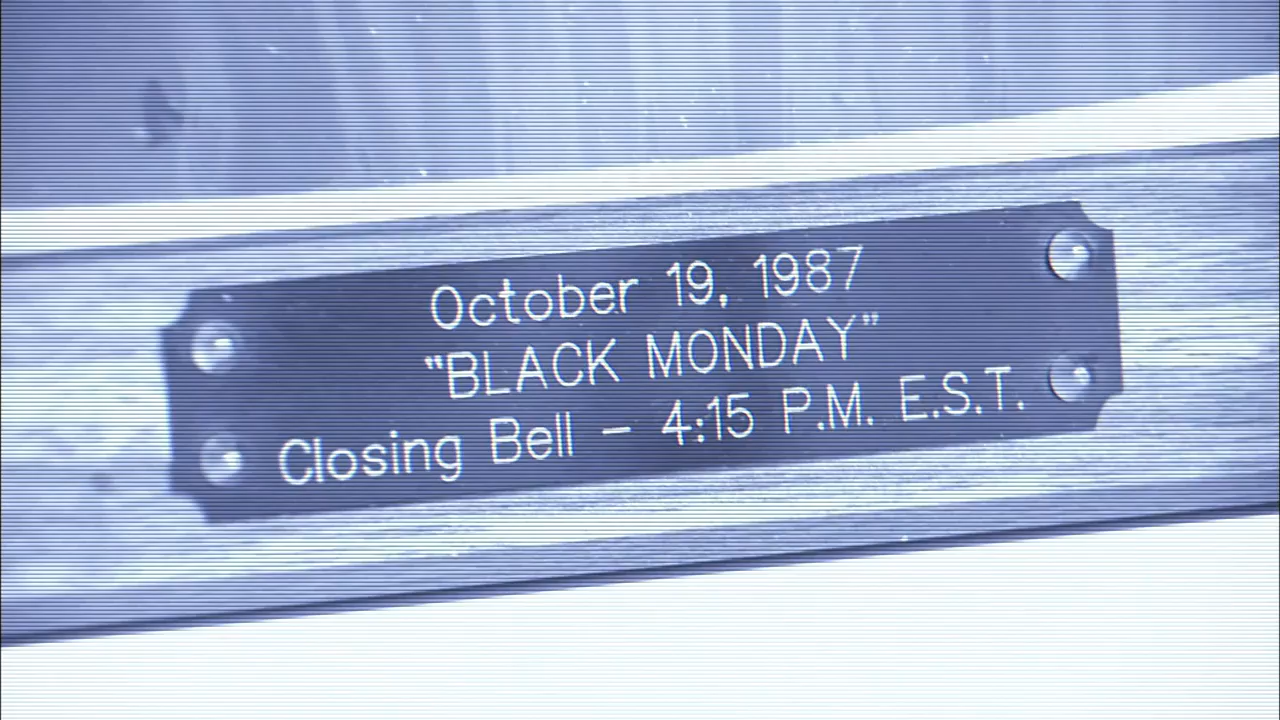 October 19, 1987
"BLACK MONDAY"
Closing Bell - 4:15 P.M. E.S.T.